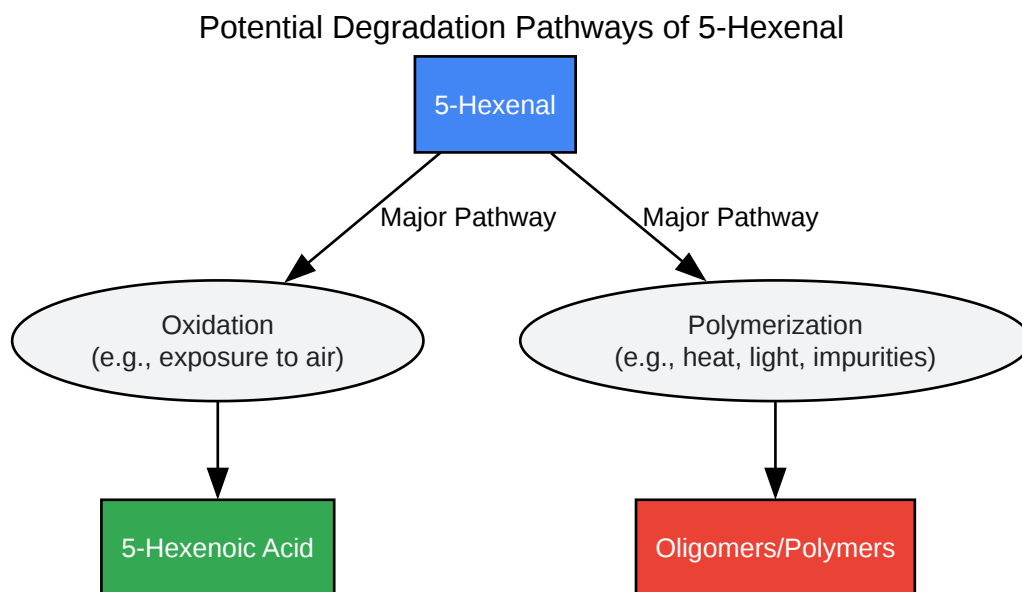 Potential Degradation Pathways of 5-Hexenal
5-Hexenal
Major Pathway
Major Pathway
Oxidation
(e.g., exposure to air)
Polymerization
(e.g., heat, light, impurities)
5-Hexenoic Acid
Oligomers/Polymers